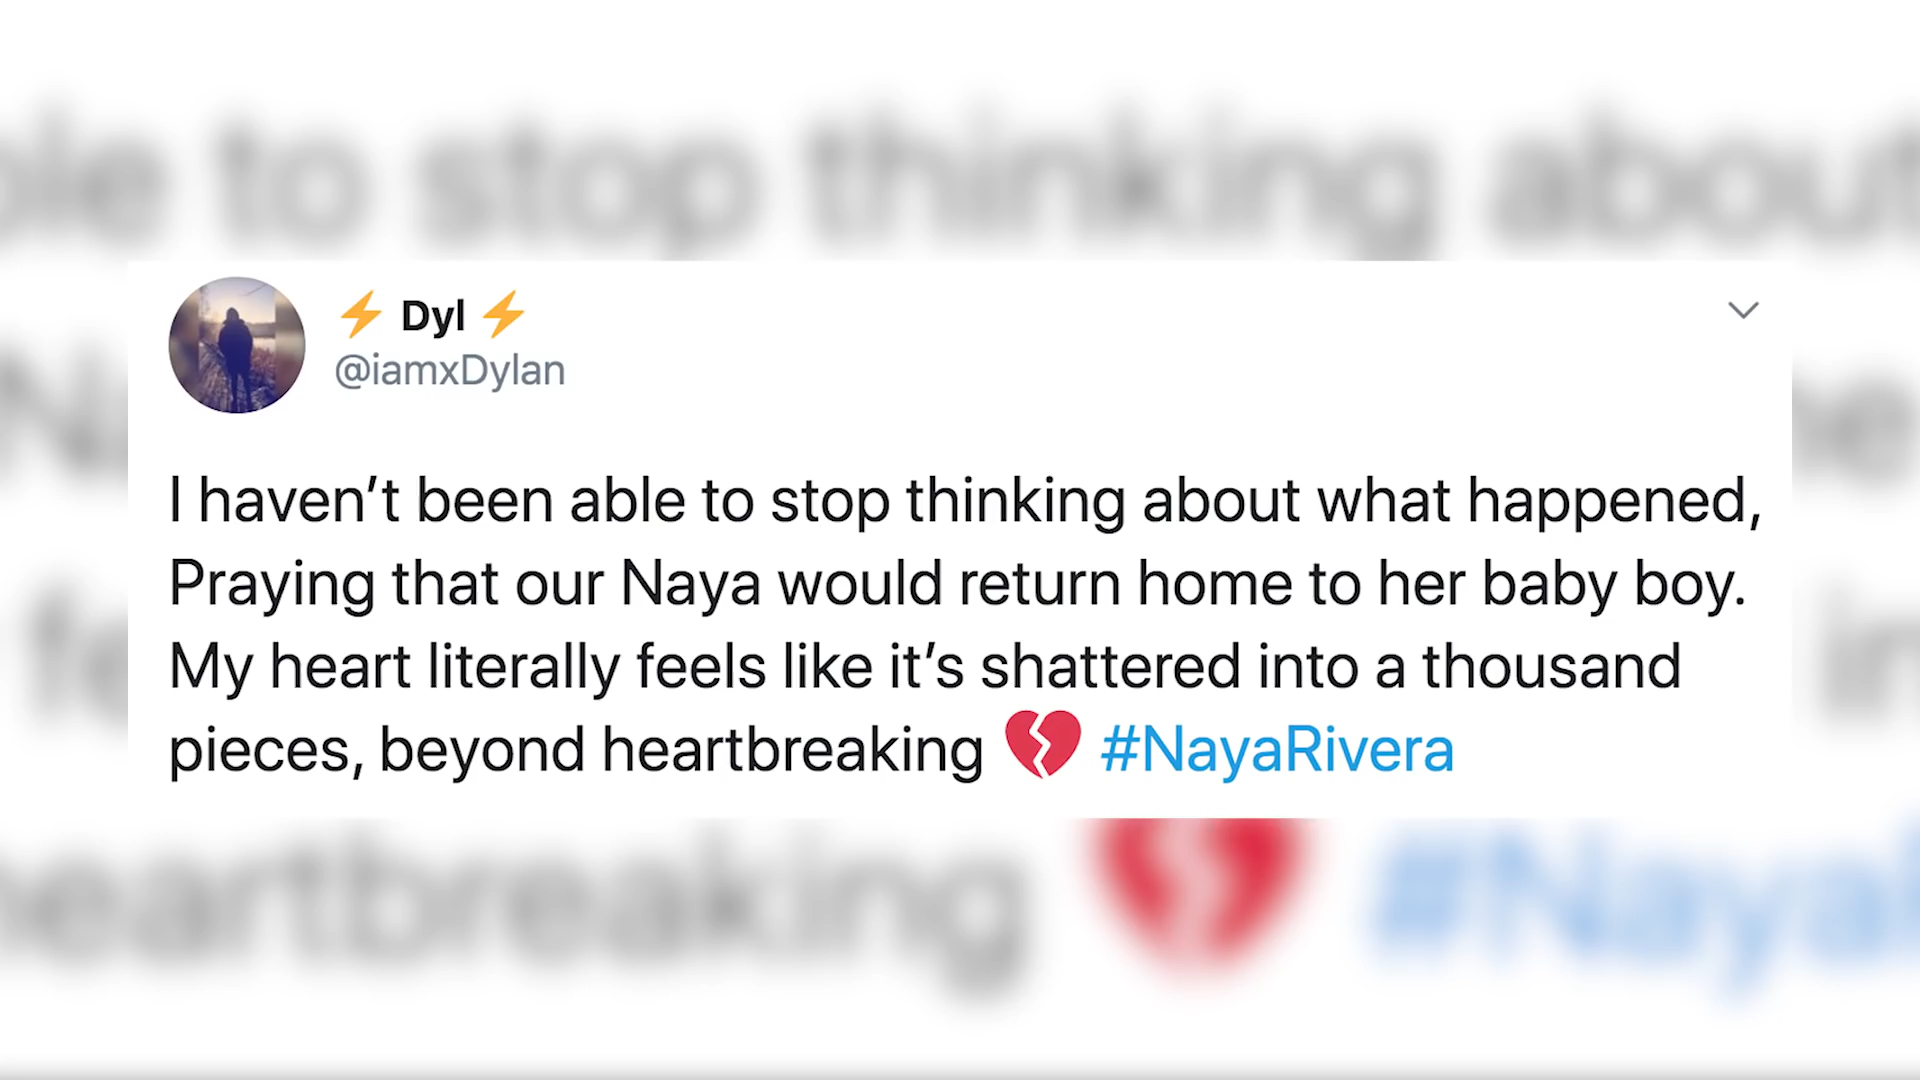 ⚡ Dyl ⚡
@iamxDylan
I haven’t been able to stop thinking about what happened,
Praying that our Naya would return home to her baby boy.
My heart literally feels like it’s shattered into a thousand
pieces, beyond heartbreaking 💔 #NayaRivera